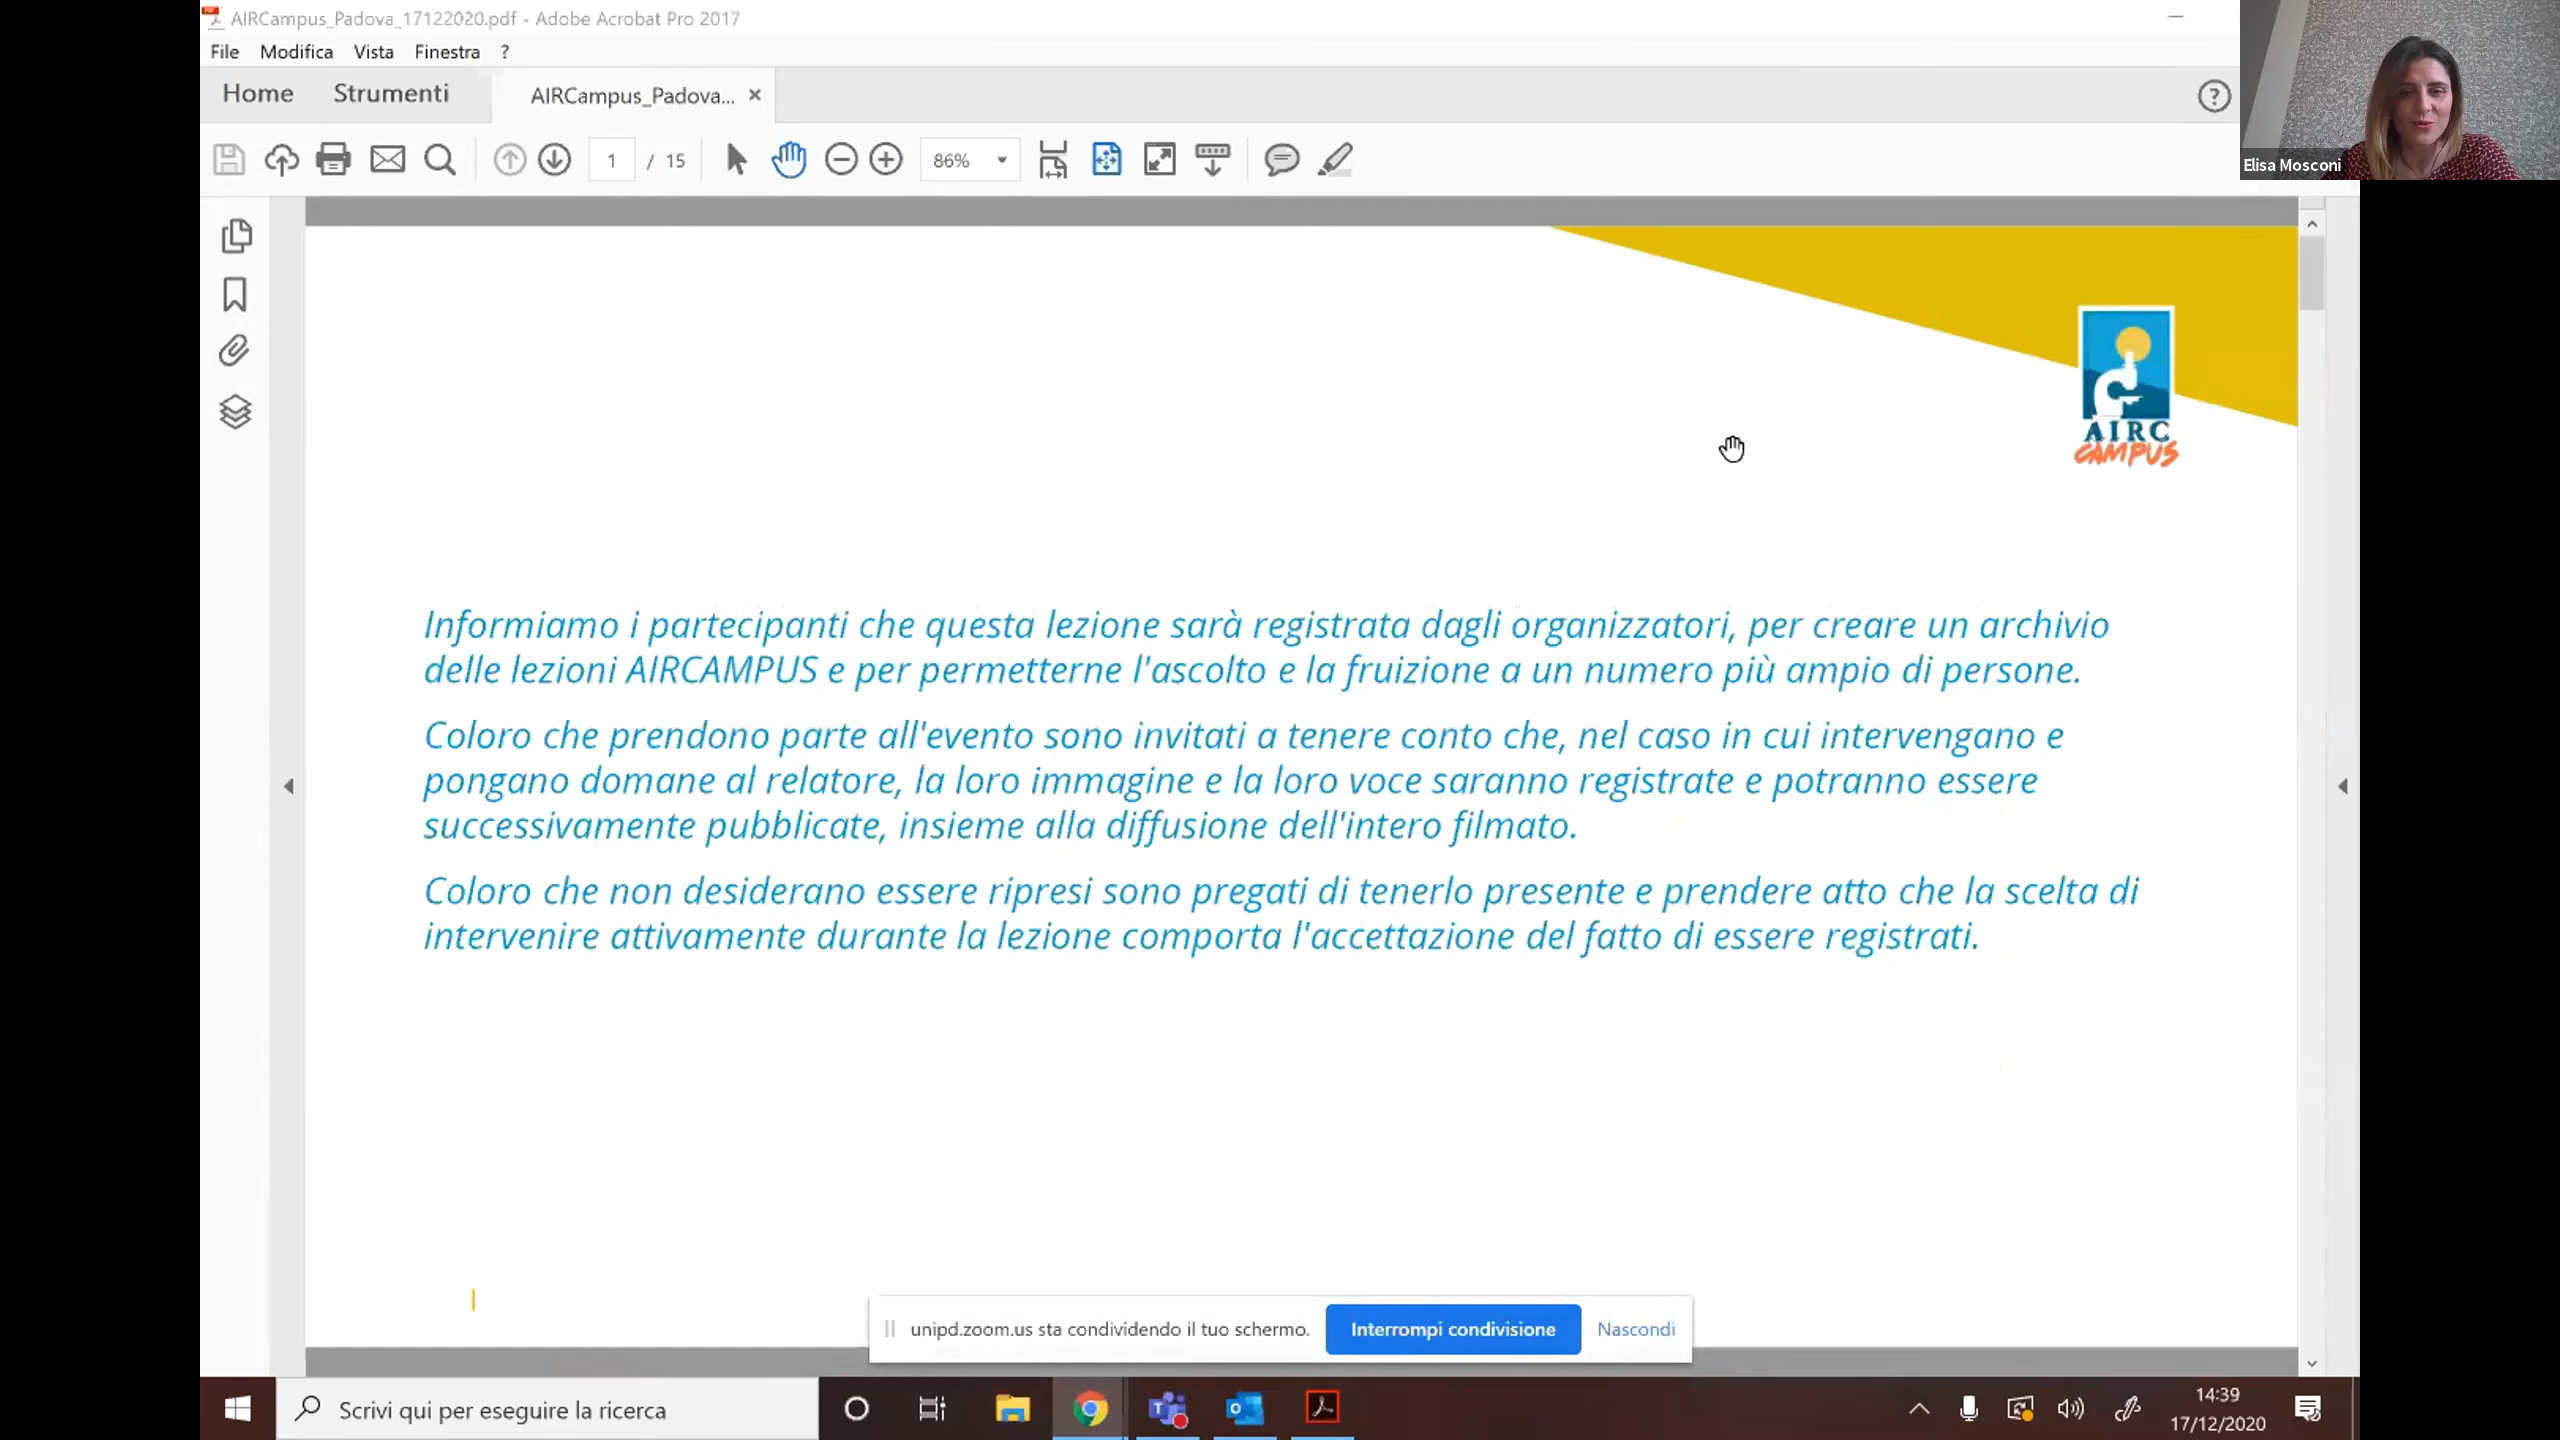 AIRCampus_Padova_17122020.pdf - Adobe Acrobat Pro 2017
File Modifica Vista Finestra ?
Home Strumenti AIRCampus_Padova...
1 / 15 86%
Elisa Mosconi
AIRC
CAMPUS
Informiamo i partecipanti che questa lezione sarà registrata dagli organizzatori, per creare un archivio
delle lezioni AIRCAMPUS e per permetterne l'ascolto e la fruizione a un numero più ampio di persone.
Coloro che prendono parte all'evento sono invitati a tenere conto che, nel caso in cui intervengano e
pongano domane al relatore, la loro immagine e la loro voce saranno registrate e potranno essere
successivamente pubblicate, insieme alla diffusione dell'intero filmato.
Coloro che non desiderano essere ripresi sono pregati di tenerlo presente e prendere atto che la scelta di
intervenire attivamente durante la lezione comporta l'accettazione del fatto di essere registrati.
unipd.zoom.us sta condividendo il tuo schermo. Interrompi condivisione Nascondi
Scrivi qui per eseguire la ricerca
14:39
17/12/2020